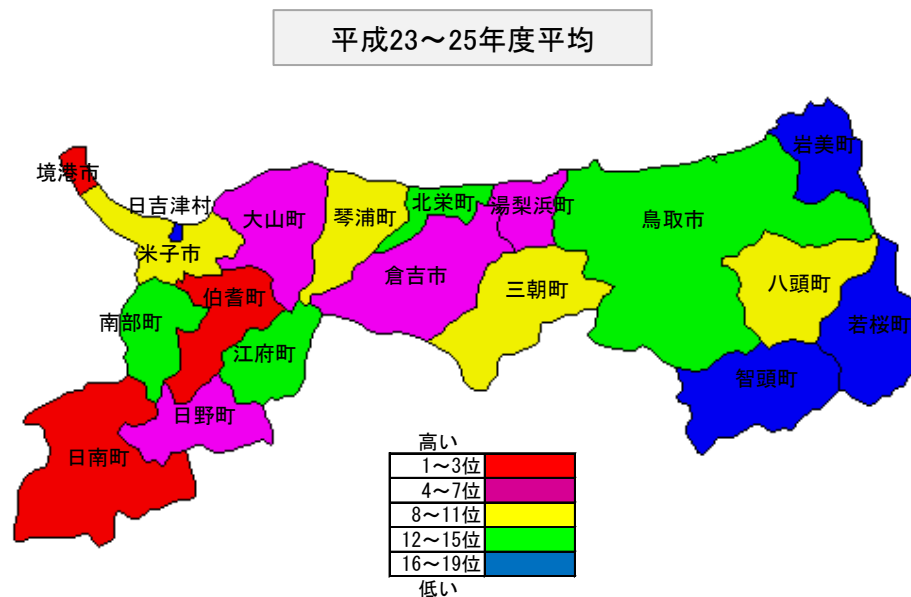 平成23～25年度平均
岩美町
境港市
日吉津村
大山町
琴浦町
北栄町
湯梨浜町
鳥取市
米子市
倉吉市
三朝町
八頭町
伯耆町
南部町
江府町
若桜町
智頭町
日野町
日南町
高い
1～3位
4～7位
8～11位
12～15位
16～19位
低い